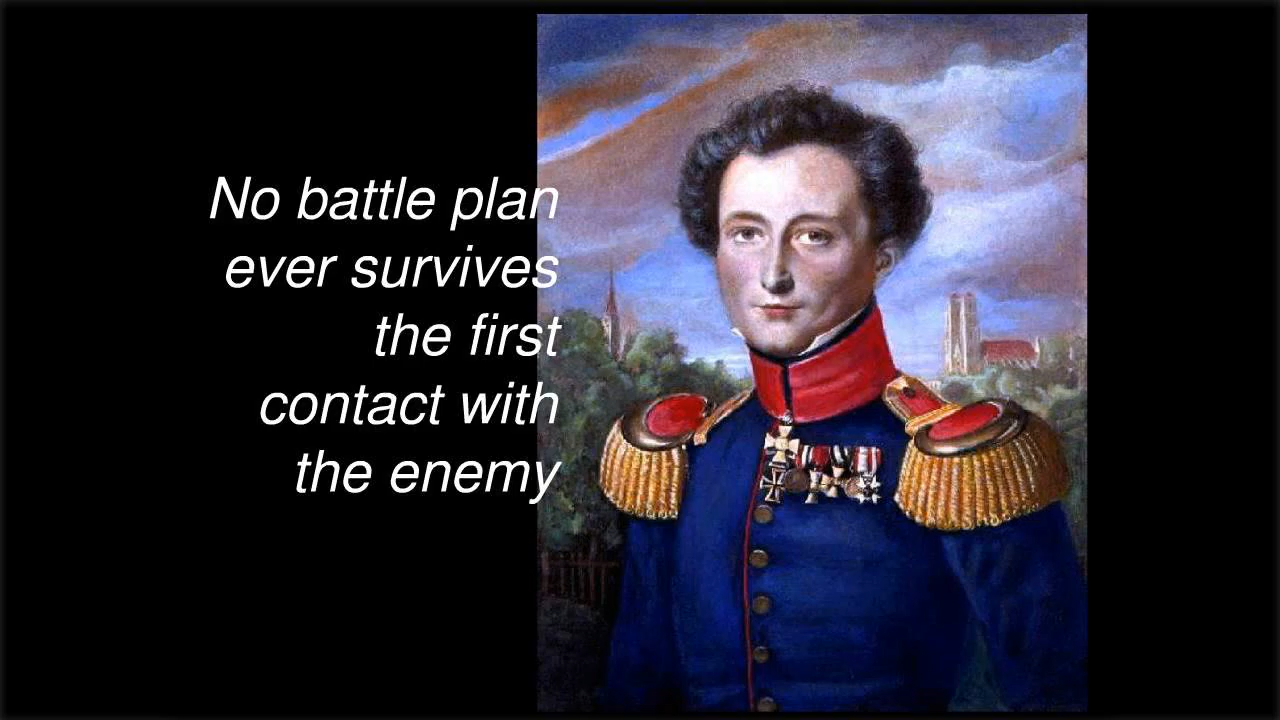 No battle plan
ever survives
the first
contact with
the enemy